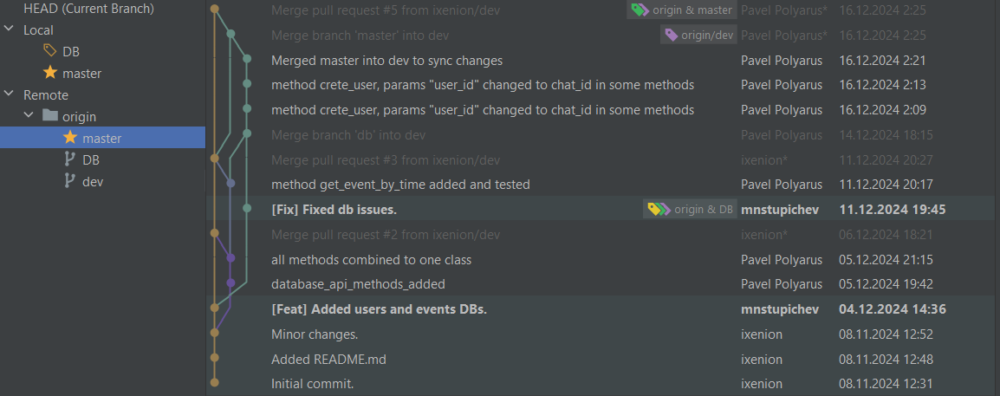 HEAD (Current Branch)
Local
DB
master
Remote
origin
master
DB
dev
Merge pull request #5 from ixenion/dev origin & master Pavel Polyarus* 16.12.2024 2:25
Merge branch 'master' into dev origin/dev Pavel Polyarus* 16.12.2024 2:25
Merged master into dev to sync changes Pavel Polyarus 16.12.2024 2:21
method crete_user, params "user_id" changed to chat_id in some methods Pavel Polyarus 16.12.2024 2:13
method crete_user, params "user_id" changed to chat_id in some methods Pavel Polyarus 16.12.2024 2:09
Merge branch 'db' into dev Pavel Polyarus 14.12.2024 18:15
Merge pull request #3 from ixenion/dev ixenion* 11.12.2024 20:27
method get_event_by_time added and tested Pavel Polyarus 11.12.2024 20:17
[Fix] Fixed db issues. origin & DB mnstupichev 11.12.2024 19:45
Merge pull request #2 from ixenion/dev ixenion* 06.12.2024 18:21
all methods combined to one class Pavel Polyarus 05.12.2024 21:15
database_api_methods_added Pavel Polyarus 05.12.2024 19:42
[Feat] Added users and events DBs. mnstupichev 04.12.2024 14:36
Minor changes. ixenion 08.11.2024 12:52
Added README.md ixenion 08.11.2024 12:48
Initial commit. ixenion 08.11.2024 12:31